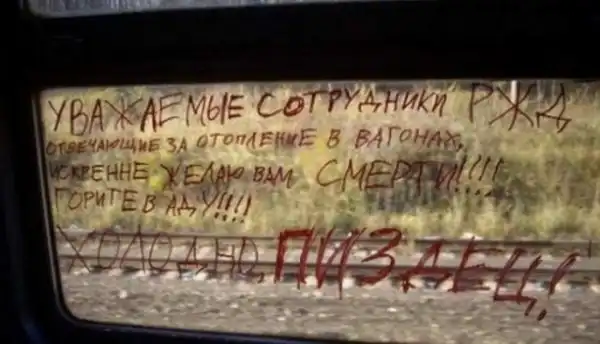 УВАЖАЕМЫЕ СОТРУДНИКИ РЖД
ОТВЕЧАЮЩИЕ ЗА ОТОПЛЕНИЕ В ВАГОНАХ,
ИСКРЕННЕ ЖЕЛАЮ ВАМ СМЕРТИ!!!!
ГОРИТЕ В АДУ!!!!
ХОЛОДНО, ПИЗДЕЦ!